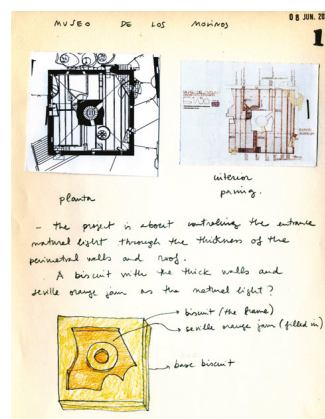 MUSEO DE LOS MOLINOS
08 JUN. 20
1
planta
interior
paving.
- the project is about controlling the entrance
natural light through the thickness of the
perimetral walls and roof.
A biscuit with the thick walls and
seville orange jam as the natural light?
biscuit (the frame)
seville orange jam (filled in)
base biscuit